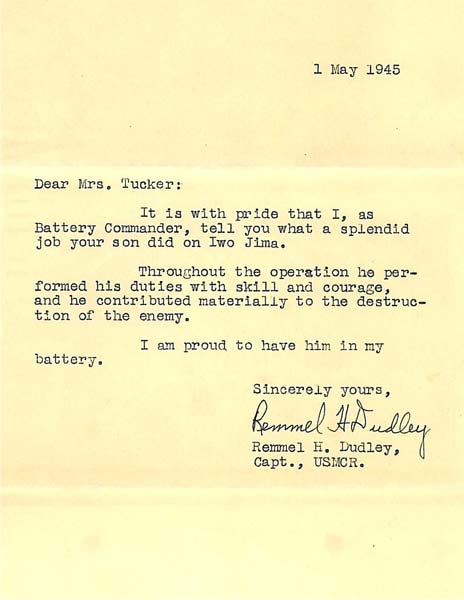 1 May 1945
Dear Mrs. Tucker:
It is with pride that I, as
Battery Commander, tell you what a splendid
job your son did on Iwo Jima.
Throughout the operation he per-
formed his duties with skill and courage,
and he contributed materially to the destruc-
tion of the enemy.
I am proud to have him in my
battery.
Sincerely yours,
Remmel H Dudley
Remmel H. Dudley,
Capt., USMCR.